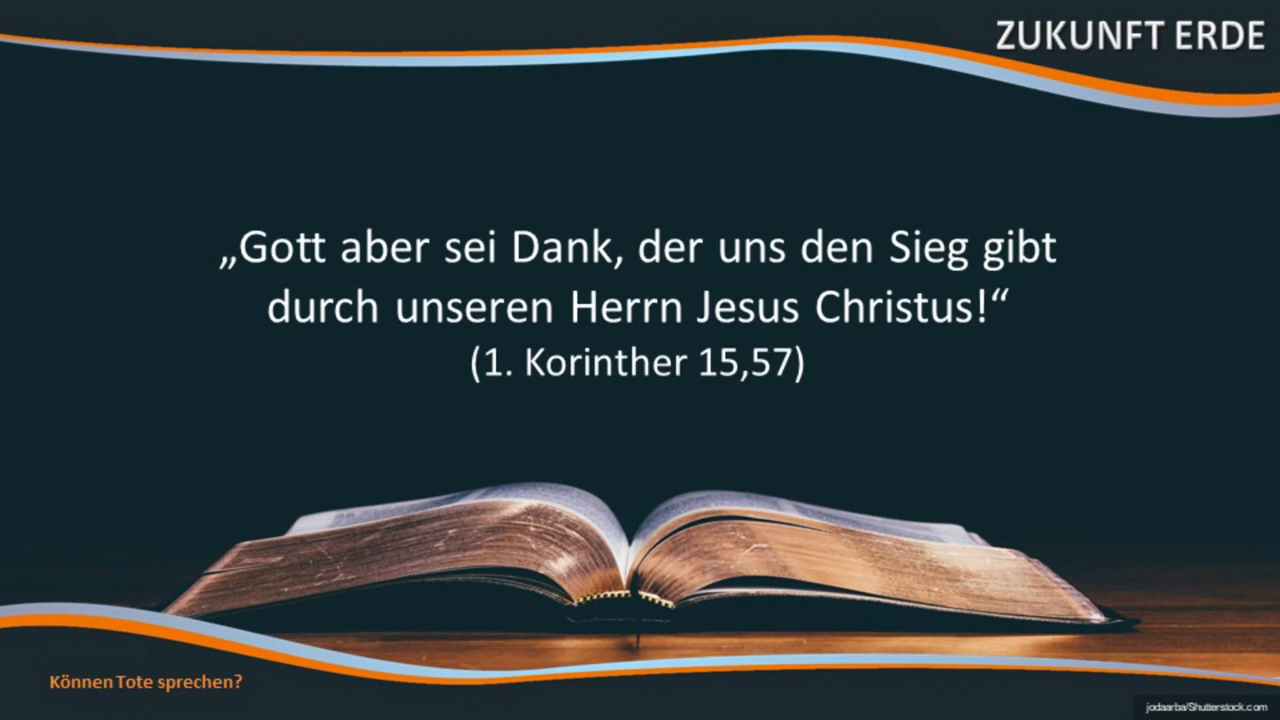 ZUKUNFT ERDE
„Gott aber sei Dank, der uns den Sieg gibt
durch unseren Herrn Jesus Christus!“
(1. Korinther 15,57)
Können Tote sprechen?
jodaarba/Shutterstock.com